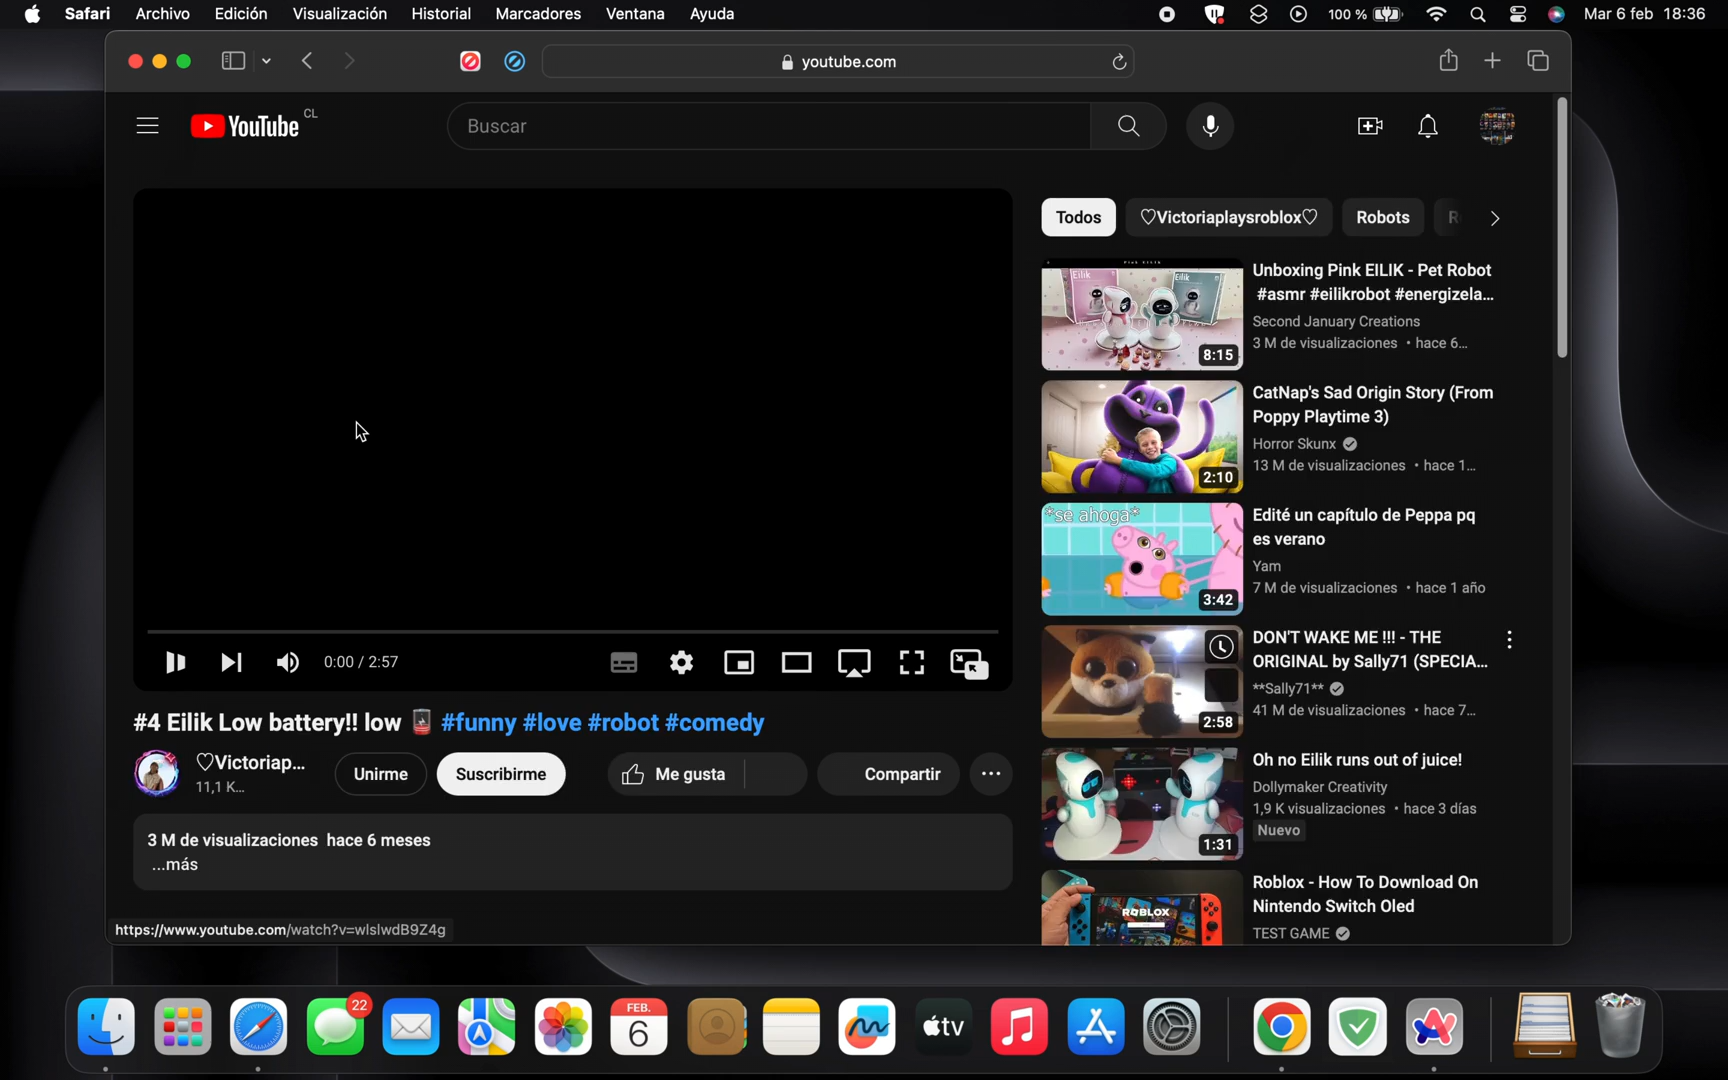 Safari Archivo Edición Visualización Historial Marcadores Ventana Ayuda 100 % Mar 6 feb 18:36
youtube.com
YouTube CL
Buscar
Todos ♡Victoriaplaysroblox♡ Robots
Unboxing Pink EILIK - Pet Robot
#asmr #eilikrobot #energizela...
Second January Creations
3 M de visualizaciones • hace 6...
8:15
CatNap's Sad Origin Story (From
Poppy Playtime 3)
Horror Skunx
13 M de visualizaciones • hace 1...
2:10
*se ahoga*
Edité un capítulo de Peppa pq
es verano
Yam
7 M de visualizaciones • hace 1 año
3:42
DON'T WAKE ME !!! - THE
ORIGINAL by Sally71 (SPECIA...
**Sally71**
41 M de visualizaciones • hace 7...
2:58
Oh no Eilik runs out of juice!
Dollymaker Creativity
1,9 K visualizaciones • hace 3 días
Nuevo
1:31
Roblox - How To Download On
Nintendo Switch Oled
TEST GAME
ROBLOX
0:00 / 2:57
#4 Eilik Low battery!! low 🪫 #funny #love #robot #comedy
♡Victoriap...
11,1 K...
Unirme Suscribirme Me gusta Compartir
3 M de visualizaciones hace 6 meses
...más
https://www.youtube.com/watch?v=wlslwdB9Z4g
22
FEB.
6
tv